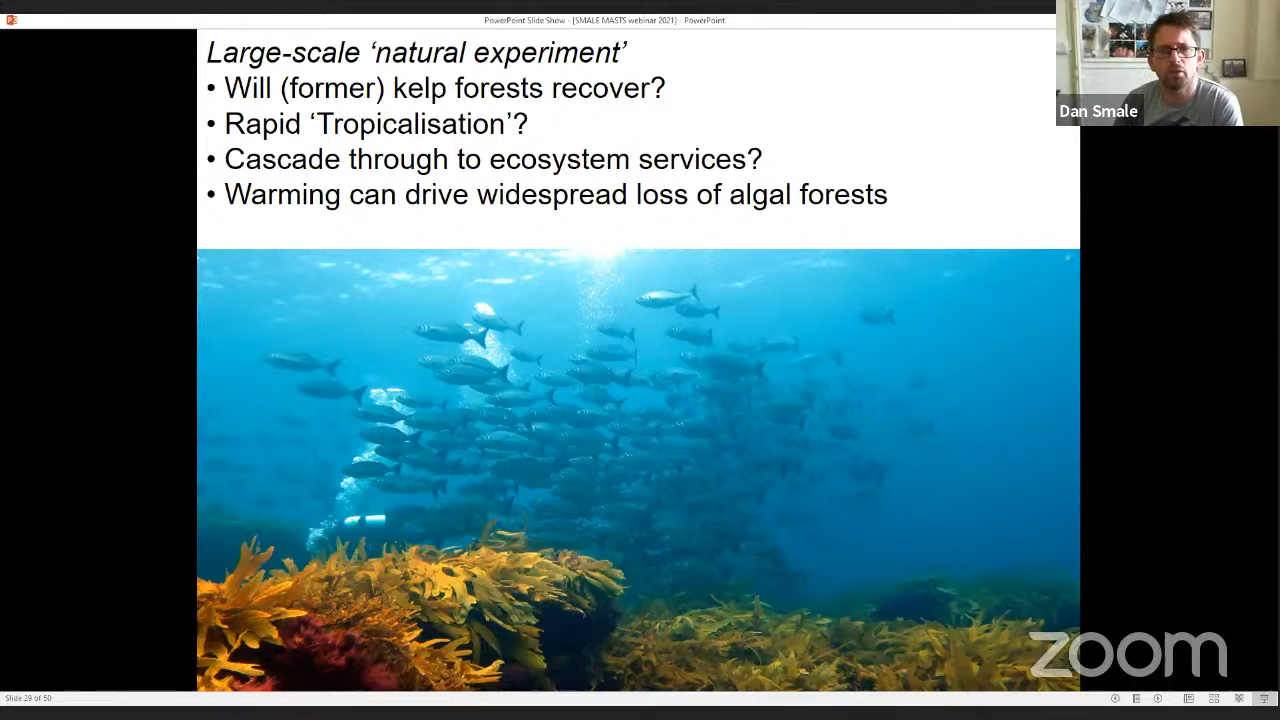 PowerPoint Slide Show - [SMALE MASTS webinar 2021] - PowerPoint
Large-scale ‘natural experiment’
• Will (former) kelp forests recover?
• Rapid ‘Tropicalisation’?
• Cascade through to ecosystem services?
• Warming can drive widespread loss of algal forests
Dan Smale
zoom
Slide 29 of 50